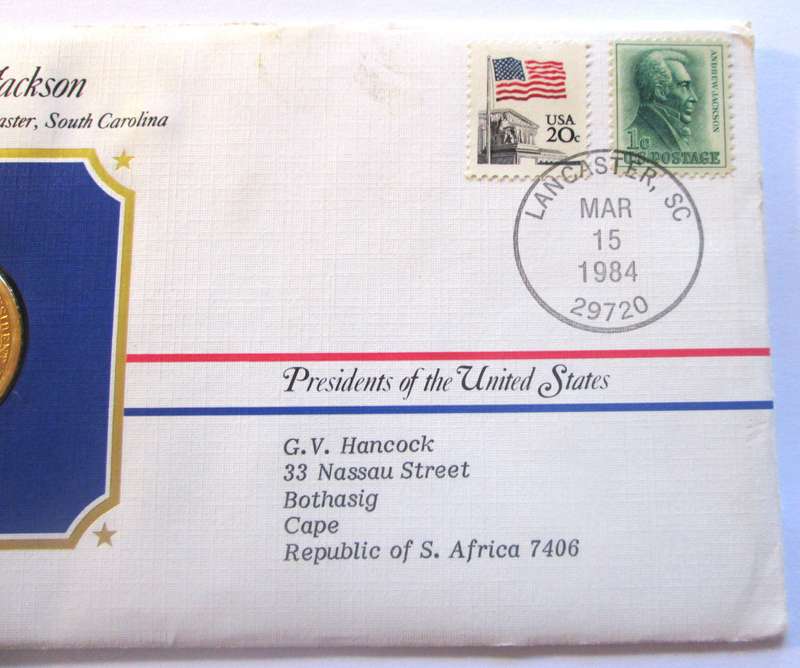 Jackson
aster, South Carolina
USA
20c
ANDREW JACKSON
1c
U.S. POSTAGE
LANCASTER, SC
MAR
15
1984
29720
Presidents of the United States
G.V. Hancock
33 Nassau Street
Bothasig
Cape
Republic of S. Africa 7406